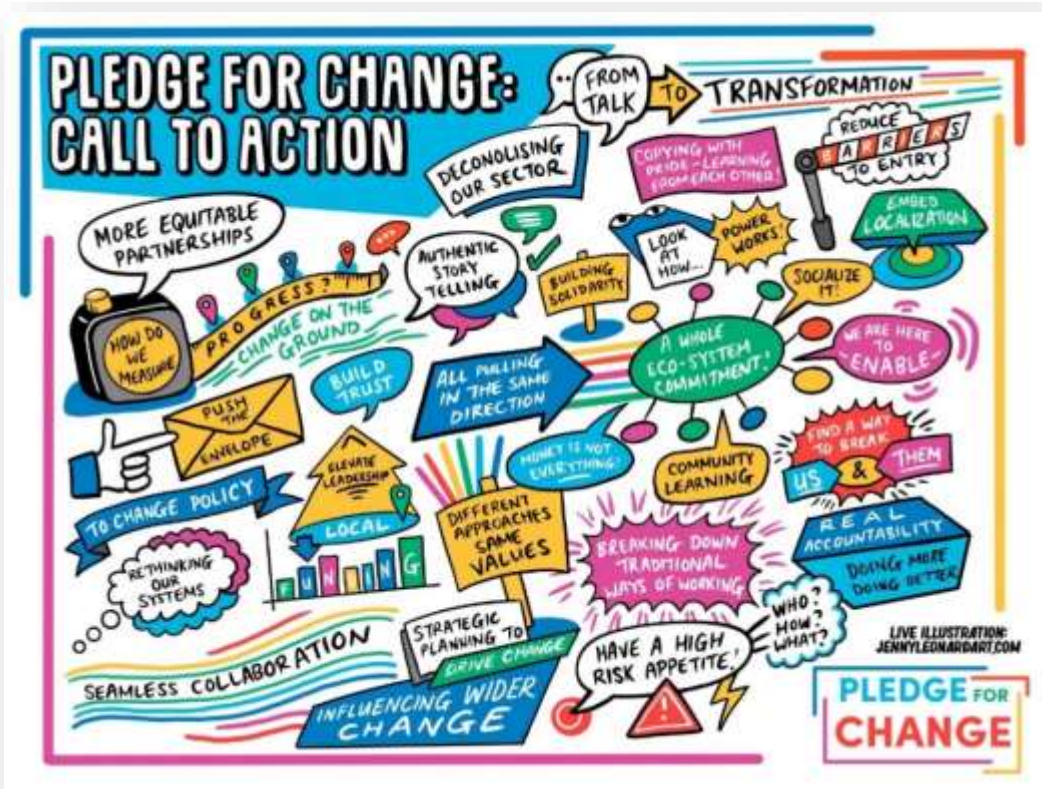 PLEDGE FOR CHANGE:
CALL TO ACTION
FROM
TALK
TO
TRANSFORMATION
DECONOLISING
OUR SECTOR
COPYING WITH
PRIDE - LEARNING
FROM EACH OTHER!
REDUCE
BARRIERS
TO ENTRY
MORE EQUITABLE
PARTNERSHIPS
HOW DO
WE
MEASURE
PROGRESS?
CHANGE ON THE
GROUND
AUTHENTIC
STORY
TELLING
BUILDING
SOLIDARITY
LOOK
AT
HOW...
POWER
WORKS!
EMBED
LOCALIZATION
SOCIALIZE
IT!
A WHOLE
ECO-SYSTEM
COMMITMENT!
WE ARE HERE
TO
-ENABLE-
BUILD
TRUST
ALL PULLING
IN THE SAME
DIRECTION
PUSH
THE
ENVELOPE
TO CHANGE POLICY
ELEVATE
LEADERSHIP
LOCAL
FUNDING
MONEY IS NOT
EVERYTHING!
COMMUNITY
LEARNING
FIND A WAY
TO BREAK
US & THEM
DIFFERENT
APPROACHES
SAME
VALUES
BREAKING DOWN
TRADITIONAL
WAYS OF WORKING
REAL
ACCOUNTABILITY
DOING MORE
DOING BETTER
RETHINKING
OUR
SYSTEMS
SEAMLESS COLLABORATION
STRATEGIC
PLANNING TO
DRIVE CHANGE
INFLUENCING WIDER
CHANGE
HAVE A HIGH
RISK APPETITE!
WHO?
HOW?
WHAT?
LIVE ILLUSTRATION:
JENNYLEONARDART.COM
PLEDGE FOR
CHANGE